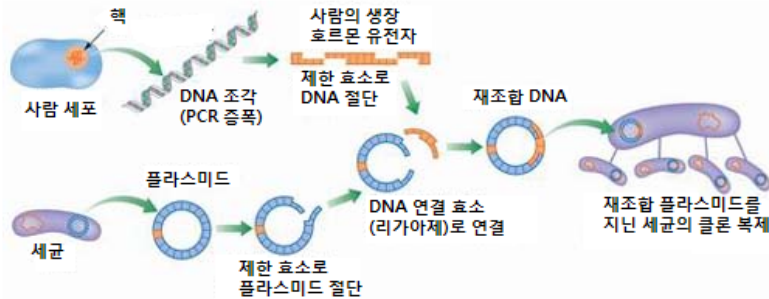 핵
사람 세포
DNA 조각
(PCR 증폭)
사람의 생장
호르몬 유전자
제한 효소로
DNA 절단
재조합 DNA
플라스미드
세균
제한 효소로
플라스미드 절단
DNA 연결 효소
(리가아제)로 연결
재조합 플라스미드를
지닌 세균의 클론 복제